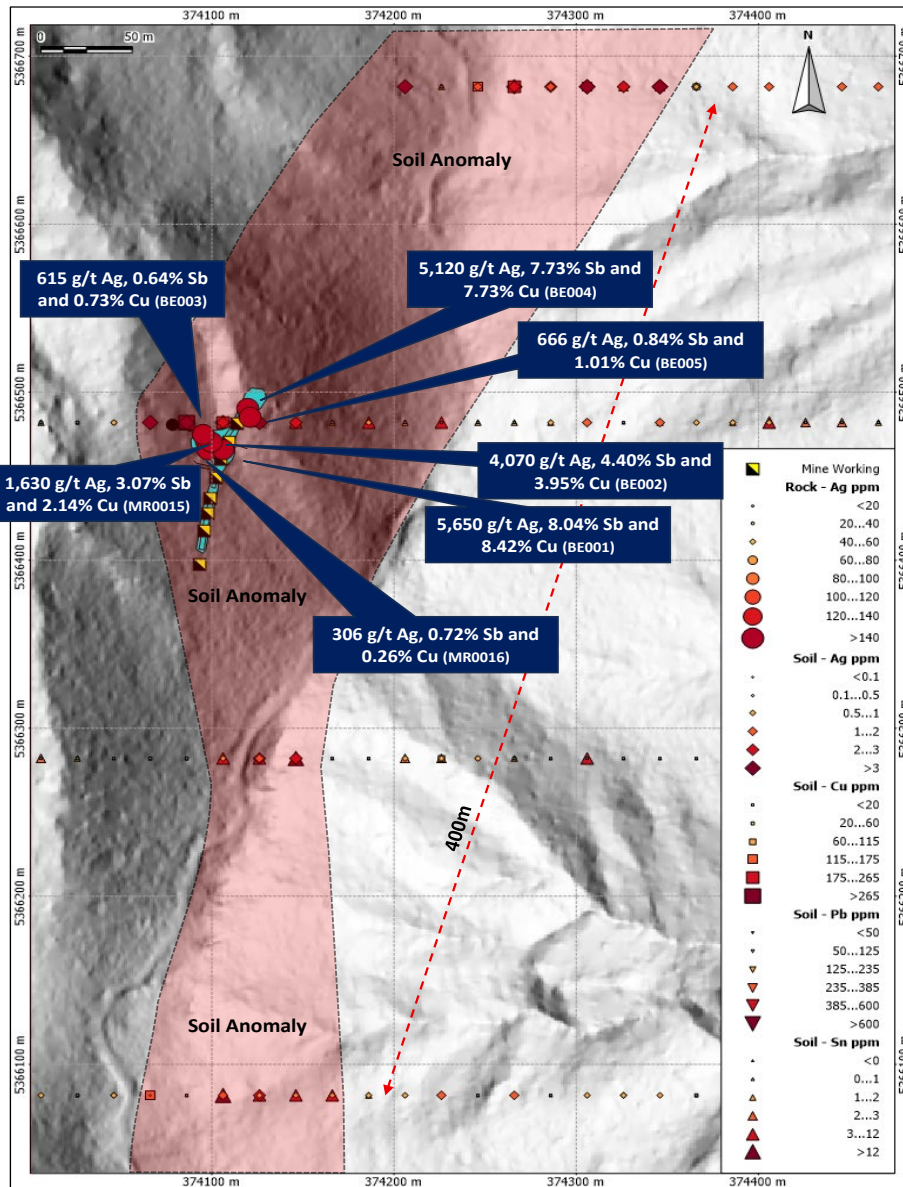 374100 m
374200 m
374300 m
374400 m
0 50 m
N
5366700 m
5366700 m
Soil Anomaly
5366600 m
5366600 m
615 g/t Ag, 0.64% Sb
and 0.73% Cu (BE003)
5,120 g/t Ag, 7.73% Sb and
7.73% Cu (BE004)
666 g/t Ag, 0.84% Sb and
1.01% Cu (BE005)
5366500 m
5366500 m
1,630 g/t Ag, 3.07% Sb
and 2.14% Cu (MR0015)
4,070 g/t Ag, 4.40% Sb and
3.95% Cu (BE002)
5,650 g/t Ag, 8.04% Sb and
8.42% Cu (BE001)
5366400 m
5366400 m
Soil Anomaly
306 g/t Ag, 0.72% Sb and
0.26% Cu (MR0016)
5366300 m
5366300 m
400m
5366200 m
5366200 m
Soil Anomaly
5366100 m
5366100 m
Mine Working
Rock - Ag ppm
<20
20...40
40...60
60...80
80...100
100...120
120...140
>140
Soil - Ag ppm
<0.1
0.1...0.5
0.5...1
1...2
2...3
>3
Soil - Cu ppm
<20
20...60
60...115
115...175
175...265
>265
Soil - Pb ppm
<50
50...125
125...235
235...385
385...600
>600
Soil - Sn ppm
<0
0...1
1...2
2...3
3...12
>12
374100 m
374200 m
374300 m
374400 m